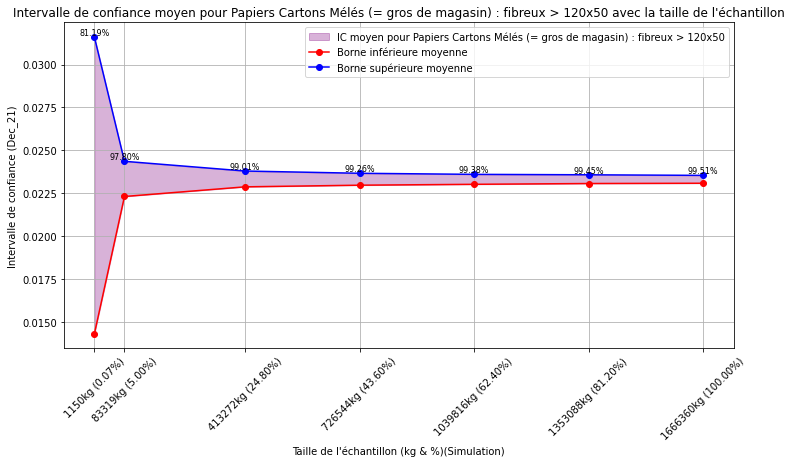 Intervalle de confiance moyen pour Papiers Cartons Mélés (= gros de magasin) : fibreux > 120x50 avec la taille de l'échantillon
IC moyen pour Papiers Cartons Mélés (= gros de magasin) : fibreux > 120x50
Borne inférieure moyenne
Borne supérieure moyenne
81.19%
97.80%
99.01%
99.26%
99.38%
99.45%
99.51%
Intervalle de confiance (Dec_21)
0.0300
0.0275
0.0250
0.0225
0.0200
0.0175
0.0150
1150kg (0.07%)
83319kg (5.00%)
413272kg (24.80%)
726544kg (43.60%)
1039816kg (62.40%)
1353088kg (81.20%)
1666360kg (100.00%)
Taille de l'échantillon (kg & %)(Simulation)